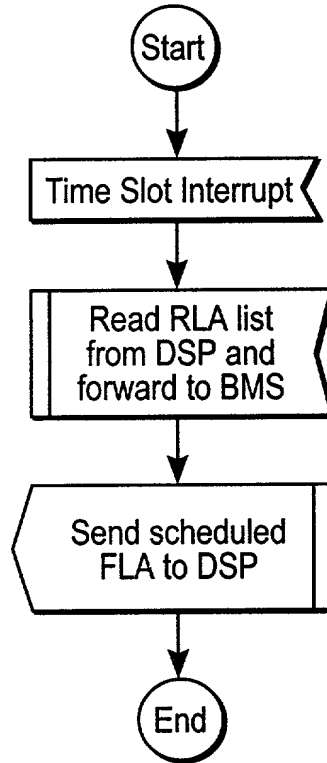 Start
Time Slot Interrupt
Read RLA list
from DSP and
forward to BMS
Send scheduled
FLA to DSP
End